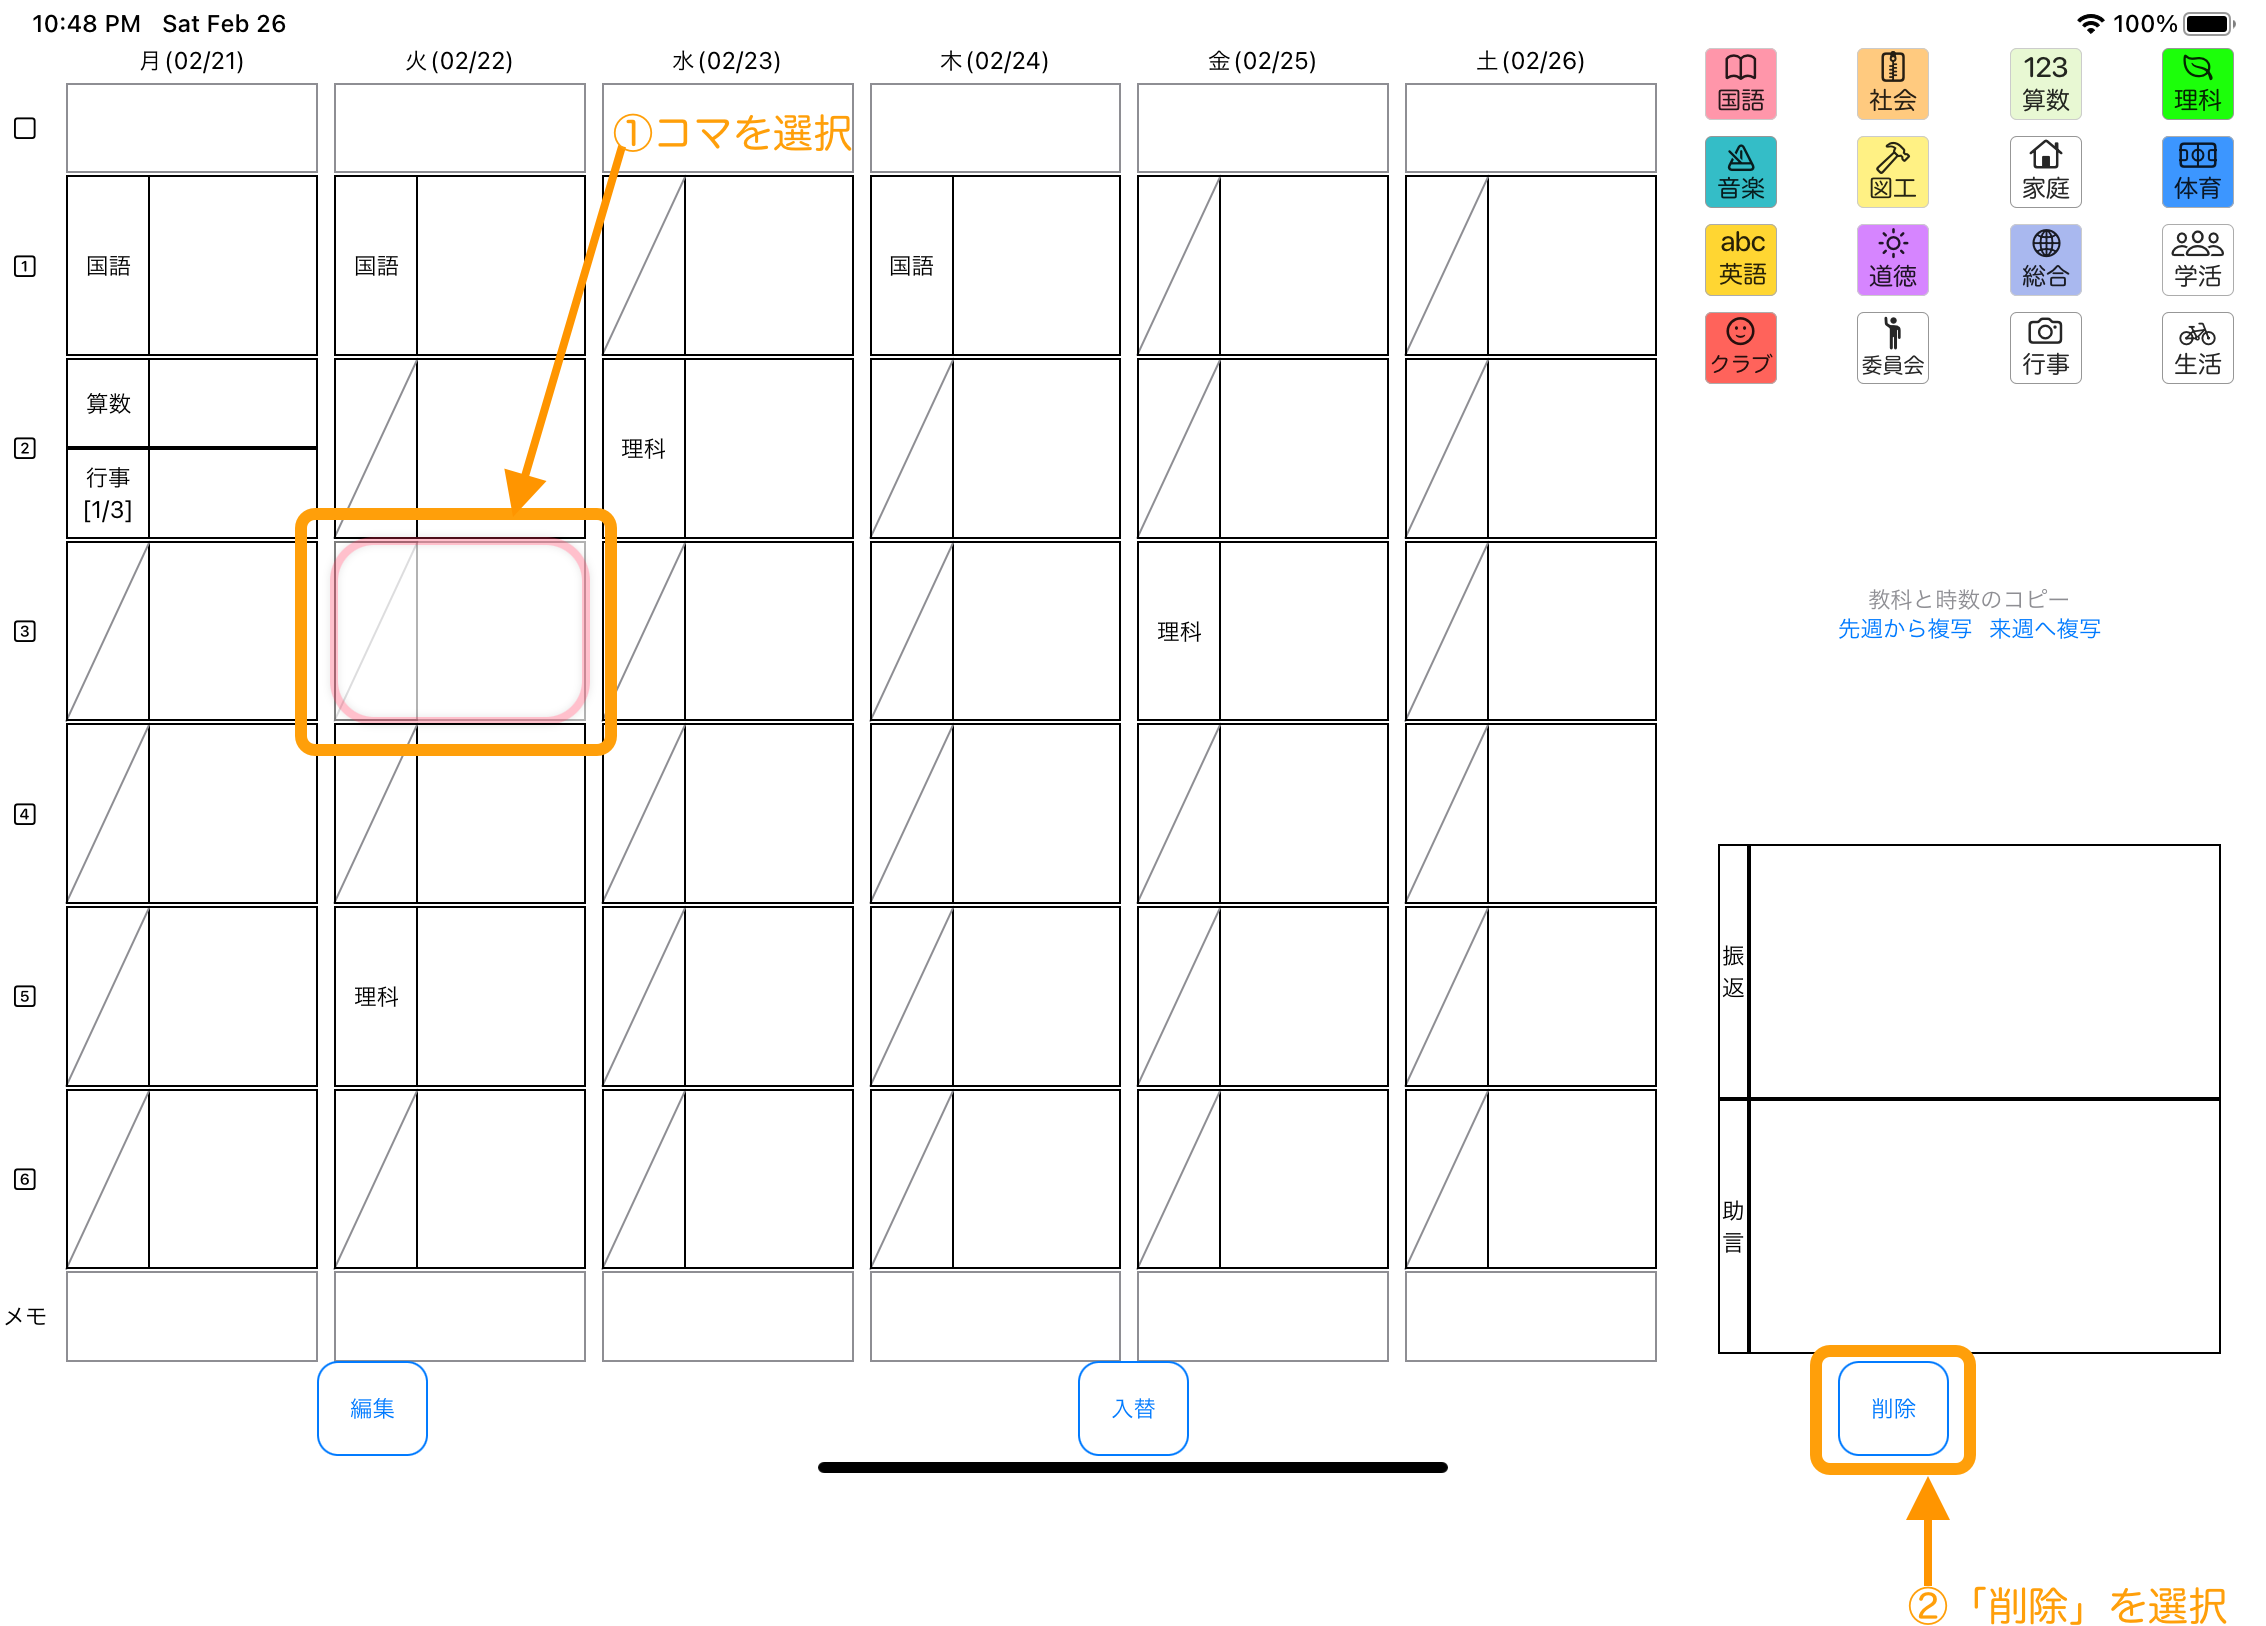 10:48 PM Sat Feb 26
100%
月(02/21) 火(02/22) 水(02/23) 木(02/24) 金(02/25) 土(02/26)
①コマを選択
1 国語 国語 国語
2 算数 理科
行事
[1/3]
3 理科
4
5 理科
6
メモ
国語 社会 123 算数 理科
音楽 図工 家庭 体育
abc 英語 道徳 総合 学活
クラブ 委員会 行事 生活
教科と時数のコピー
先週から複写 来週へ複写
振返
助言
編集 入替 削除
②「削除」を選択